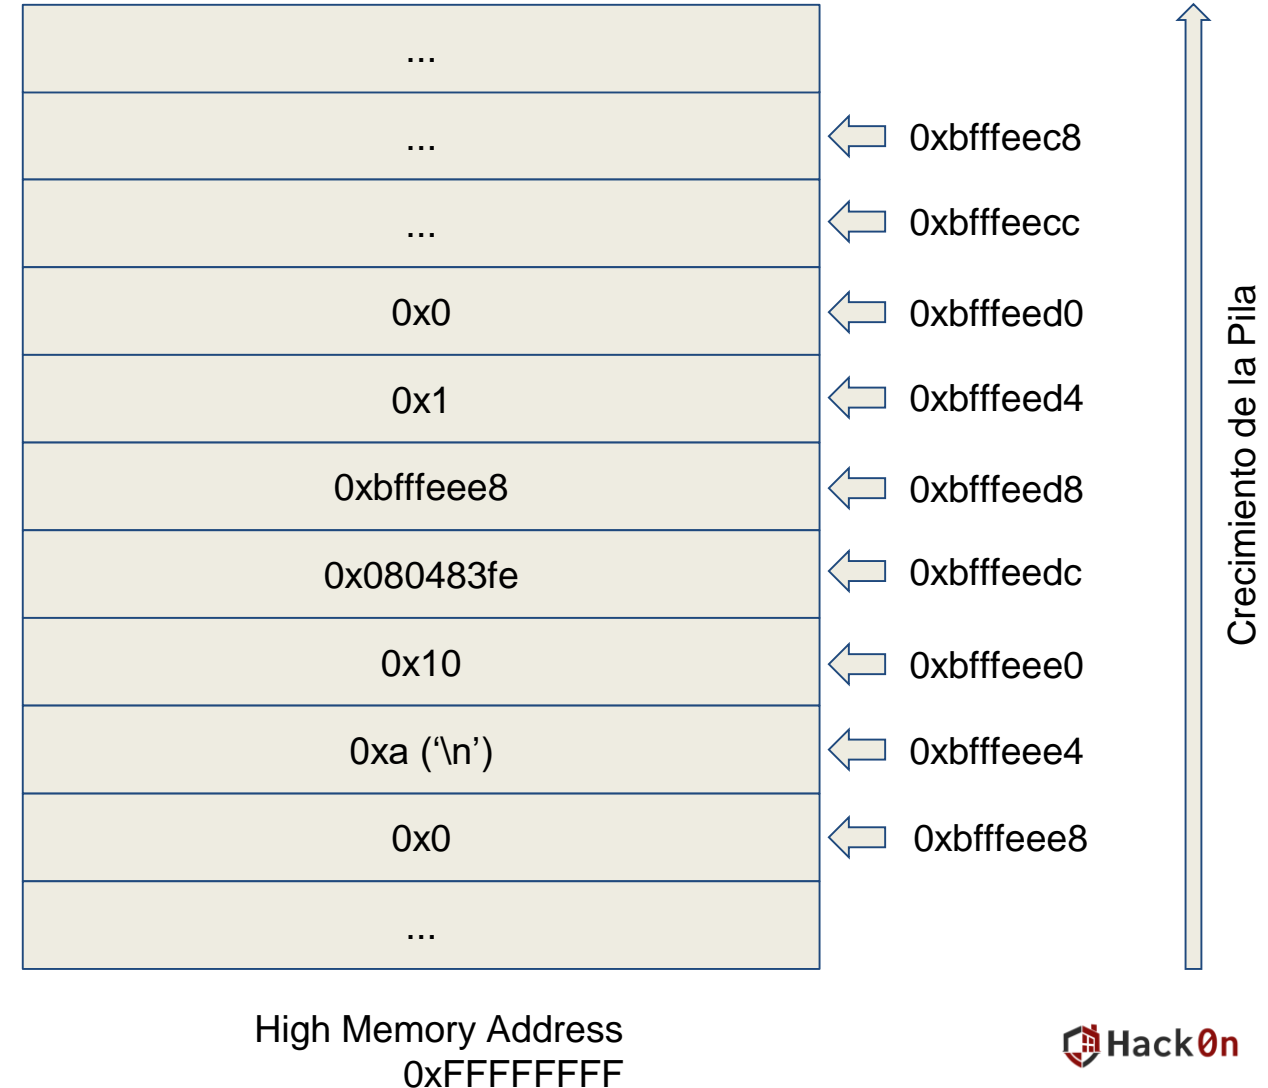 ...
... 0xbfffeec8
... 0xbfffeecc
0x0 0xbfffeed0
0x1 0xbfffeed4
0xbfffeee8 0xbfffeed8
0x080483fe 0xbfffeedc
0x10 0xbfffeee0
0xa (‘\n’) 0xbfffeee4
0x0 0xbfffeee8
...
Crecimiento de la Pila
High Memory Address
0xFFFFFFFF
Hack0n